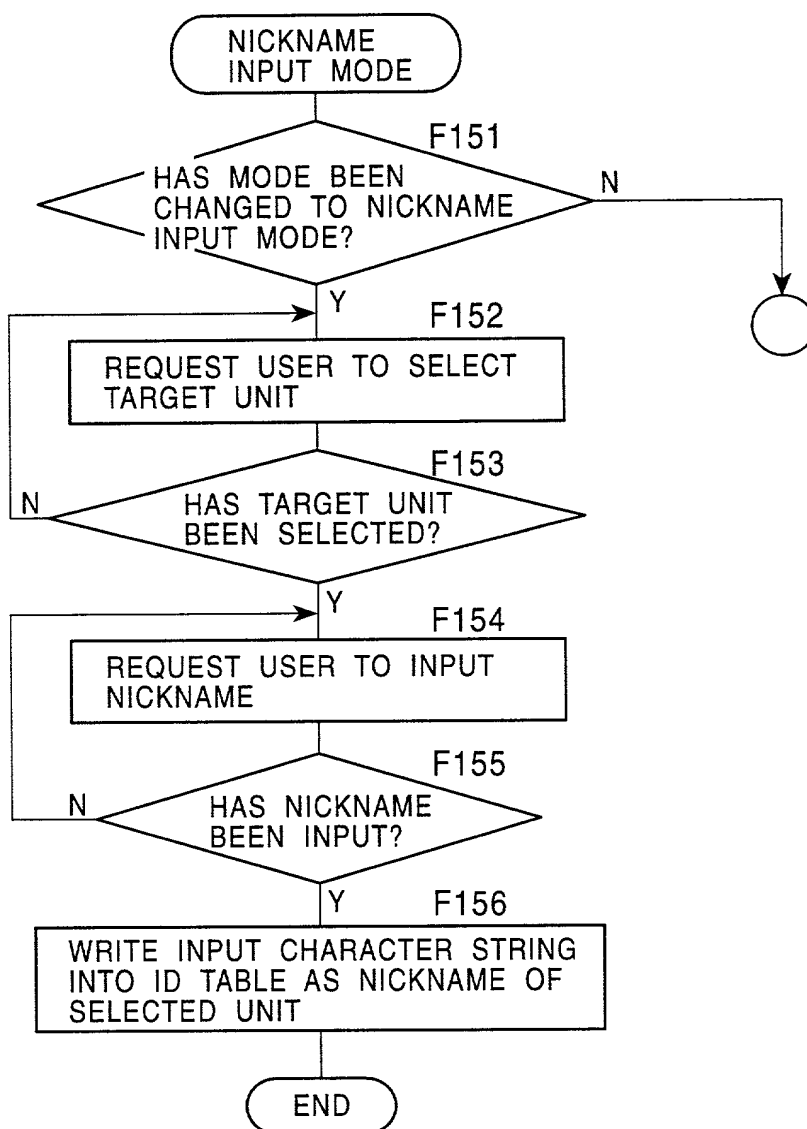 NICKNAME
INPUT MODE
F151
HAS MODE BEEN
CHANGED TO NICKNAME
INPUT MODE?
N
Y
F152
REQUEST USER TO SELECT
TARGET UNIT
F153
N
HAS TARGET UNIT
BEEN SELECTED?
Y
F154
REQUEST USER TO INPUT
NICKNAME
F155
N
HAS NICKNAME
BEEN INPUT?
Y
F156
WRITE INPUT CHARACTER STRING
INTO ID TABLE AS NICKNAME OF
SELECTED UNIT
END